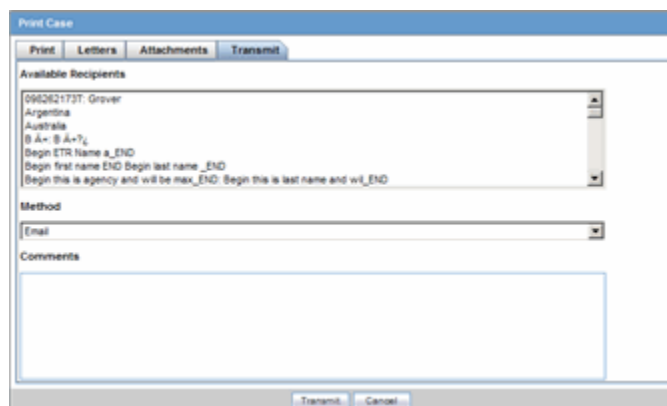 Print Case
Print Letters Attachments Transmit
Available Recipients
098262173T: Grover
Argentina
Australia
B Á+: B Á+?¿
Begin ETR Name a_END
Begin first name END Begin last name _END
Begin this is agency and will be max_END: Begin this is last name and wil_END
Method
Email
Comments
Transmit Cancel